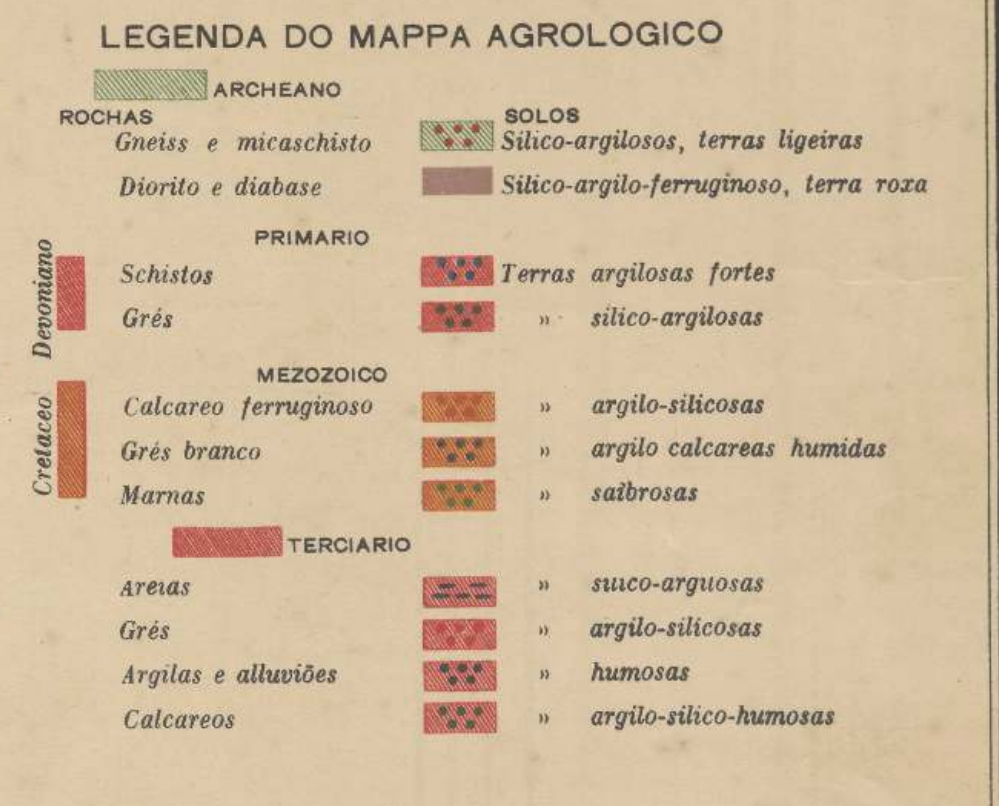 LEGENDA DO MAPPA AGROLOGICO
ARCHEANO
ROCHAS SOLOS
Gneiss e micaschisto Silico-argilosos, terras ligeiras
Diorito e diabase Silico-argilo-ferruginoso, terra roxa
PRIMARIO
Devoniano
Schistos Terras argilosas fortes
Grés » silico-argilosas
MEZOZOICO
Cretaceo
Calcareo ferruginoso » argilo-silicosas
Grés branco » argilo calcareas humidas
Marnas » saibrosas
TERCIARIO
Areias » silico-argilosas
Grés » argilo-silicosas
Argilas e alluviões » humosas
Calcareos » argilo-silico-humosas